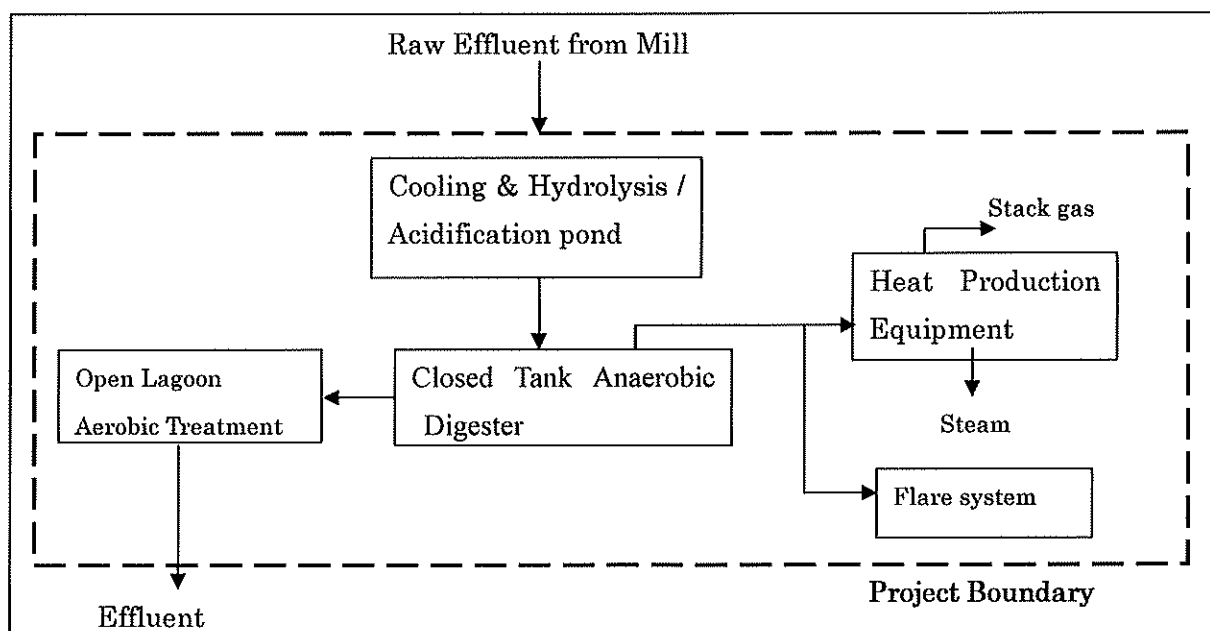 Raw Effluent from Mill
Cooling & Hydrolysis /
Acidification pond
Stack gas
Heat Production
Equipment
Steam
Closed Tank Anaerobic
Digester
Open Lagoon
Aerobic Treatment
Flare system
Effluent
Project Boundary